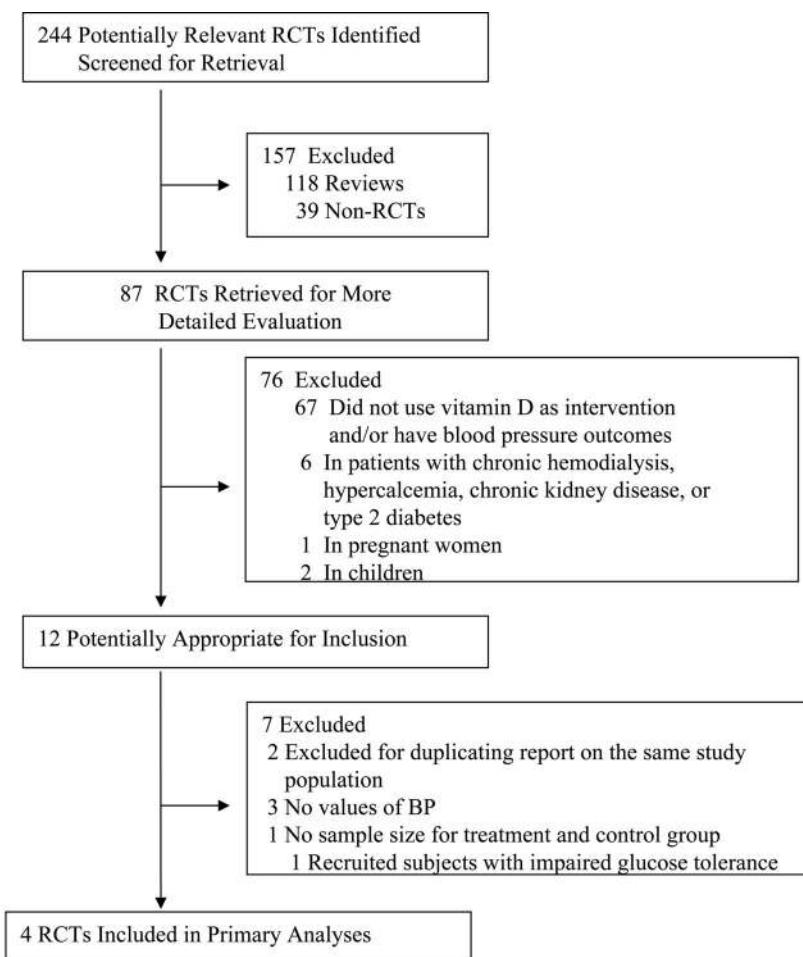 244 Potentially Relevant RCTs Identified
Screened for Retrieval
157 Excluded
118 Reviews
39 Non-RCTs
87 RCTs Retrieved for More
Detailed Evaluation
76 Excluded
67 Did not use vitamin D as intervention
and/or have blood pressure outcomes
6 In patients with chronic hemodialysis,
hypercalcemia, chronic kidney disease, or
type 2 diabetes
1 In pregnant women
2 In children
12 Potentially Appropriate for Inclusion
7 Excluded
2 Excluded for duplicating report on the same study
population
3 No values of BP
1 No sample size for treatment and control group
1 Recruited subjects with impaired glucose tolerance
4 RCTs Included in Primary Analyses